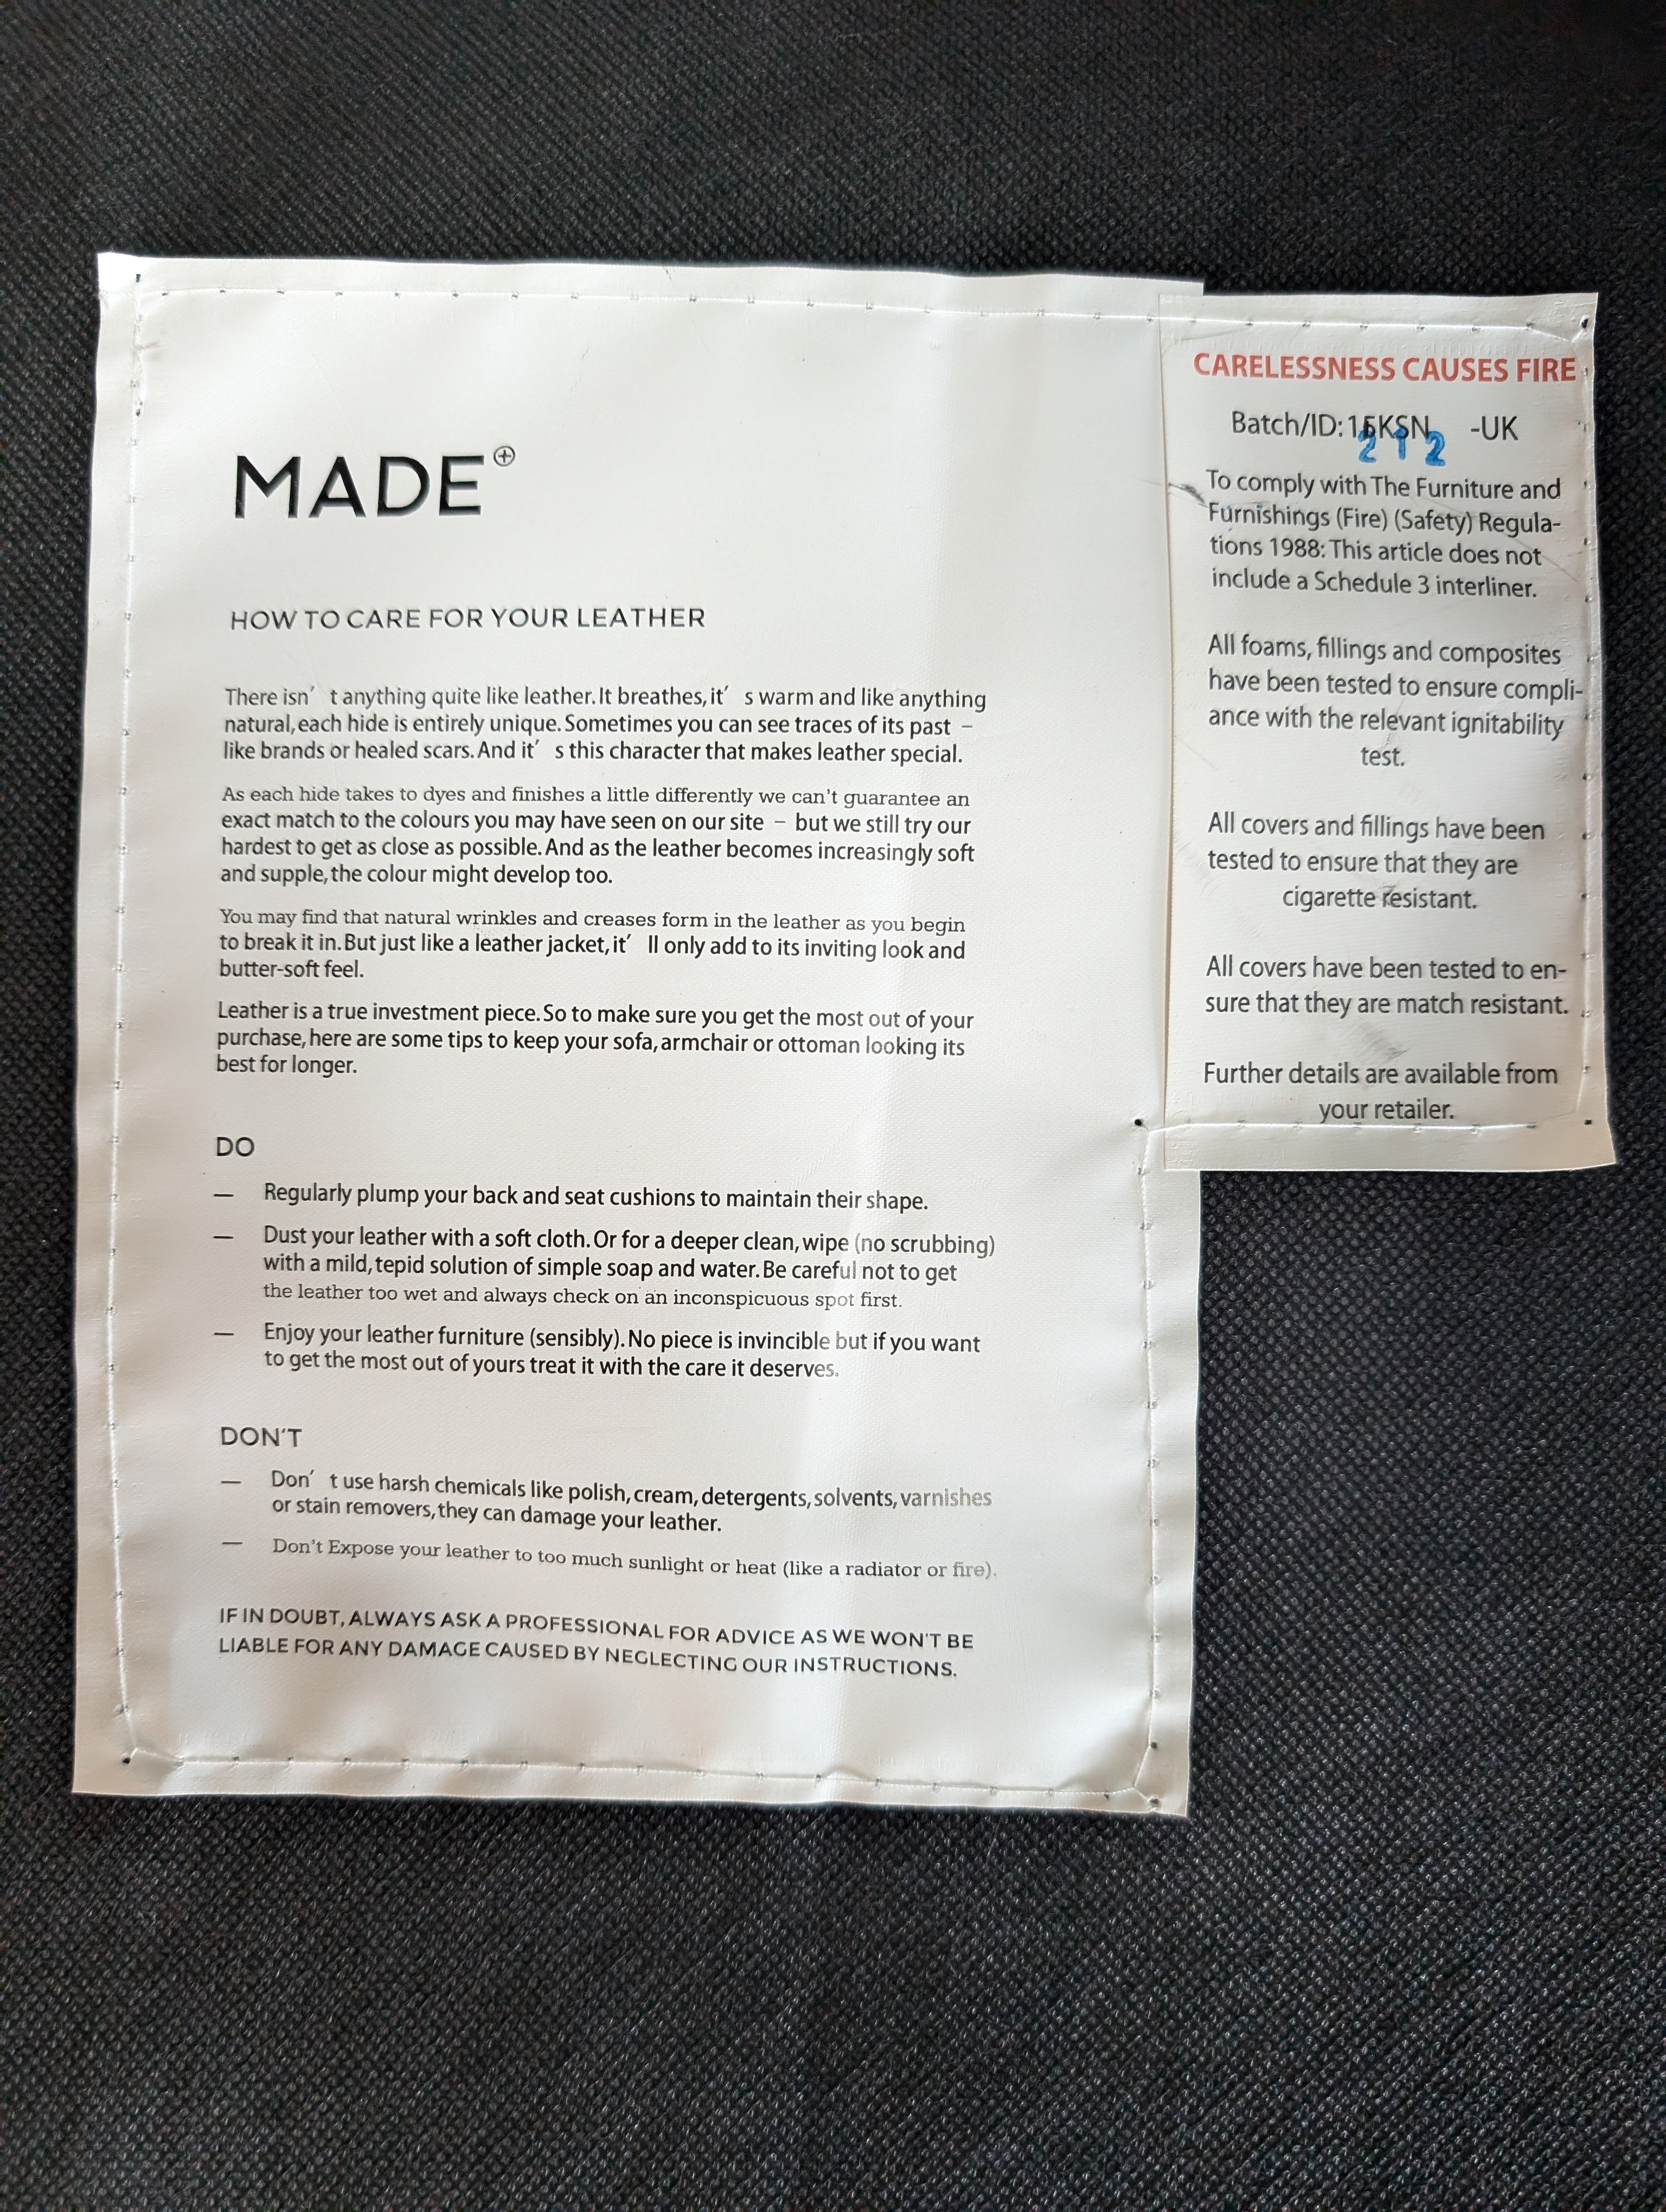 MADE
HOW TO CARE FOR YOUR LEATHER
There isn’ t anything quite like leather. It breathes, it’ s warm and like anything
natural, each hide is entirely unique. Sometimes you can see traces of its past –
like brands or healed scars. And it’ s this character that makes leather special.
As each hide takes to dyes and finishes a little differently we can't guarantee an
exact match to the colours you may have seen on our site – but we still try our
hardest to get as close as possible. And as the leather becomes increasingly soft
and supple, the colour might develop too.
You may find that natural wrinkles and creases form in the leather as you begin
to break it in. But just like a leather jacket, it’ ll only add to its inviting look and
butter-soft feel.
Leather is a true investment piece. So to make sure you get the most out of your
purchase, here are some tips to keep your sofa, armchair or ottoman looking its
best for longer.
DO
— Regularly plump your back and seat cushions to maintain their shape.
— Dust your leather with a soft cloth. Or for a deeper clean, wipe (no scrubbing)
with a mild, tepid solution of simple soap and water. Be careful not to get
the leather too wet and always check on an inconspicuous spot first.
— Enjoy your leather furniture (sensibly). No piece is invincible but if you want
to get the most out of yours treat it with the care it deserves.
DON'T
— Don’ t use harsh chemicals like polish, cream, detergents, solvents, varnishes
or stain removers, they can damage your leather.
— Don't Expose your leather to too much sunlight or heat (like a radiator or fire).
IF IN DOUBT, ALWAYS ASK A PROFESSIONAL FOR ADVICE AS WE WON'T BE
LIABLE FOR ANY DAMAGE CAUSED BY NEGLECTING OUR INSTRUCTIONS.
CARELESSNESS CAUSES FIRE
Batch/ID: -UK
212
To comply with The Furniture and
Furnishings (Fire) (Safety) Regula-
tions 1988: This article does not
include a Schedule 3 interliner.
All foams, fillings and composites
have been tested to ensure compli-
ance with the relevant ignitability
test.
All covers and fillings have been
tested to ensure that they are
cigarette resistant.
All covers have been tested to en-
sure that they are match resistant.
Further details are available from
your retailer.